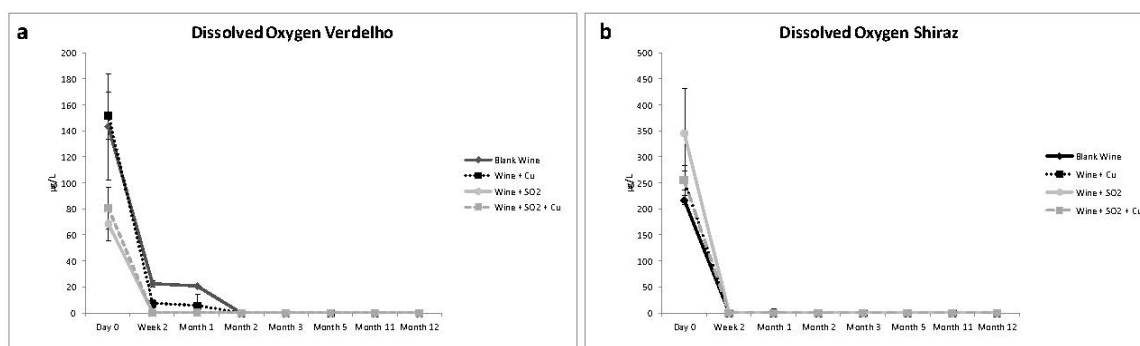 a
Dissolved Oxygen Verdelho
200
180
160
140
120
100
80
60
40
20
0
µg/L
Day 0 Week 2 Month 1 Month 2 Month 3 Month 5 Month 11 Month 12
Blank Wine
Wine + Cu
Wine + SO2
Wine + SO2 + Cu
b
Dissolved Oxygen Shiraz
500
450
400
350
300
250
200
150
100
50
0
µg/L
Day 0 Week 2 Month 1 Month 2 Month 3 Month 5 Month 11 Month 12
Blank Wine
Wine + Cu
Wine + SO2
Wine + SO2 + Cu